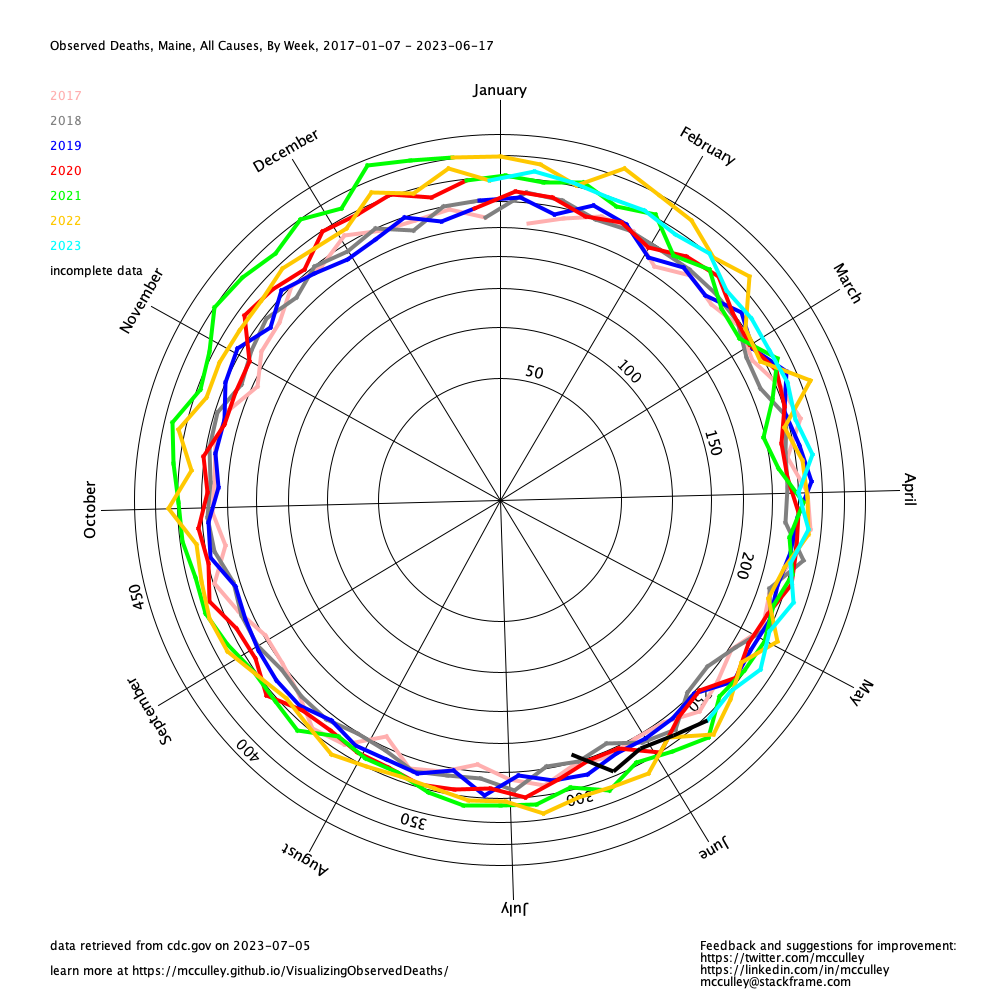 Observed Deaths, Maine, All Causes, By Week, 2017-01-07 - 2023-06-17
January
2017
2018
2019
2020
2021
2022
2023
incomplete data
December
February
November
March
50
100
150
October
April
200
450
250
May
September
400
300
350
June
August
July
data retrieved from cdc.gov on 2023-07-05
learn more at https://mcculley.github.io/VisualizingObservedDeaths/
Feedback and suggestions for improvement:
https://twitter.com/mcculley
https://linkedin.com/in/mcculley
mcculley@stackframe.com